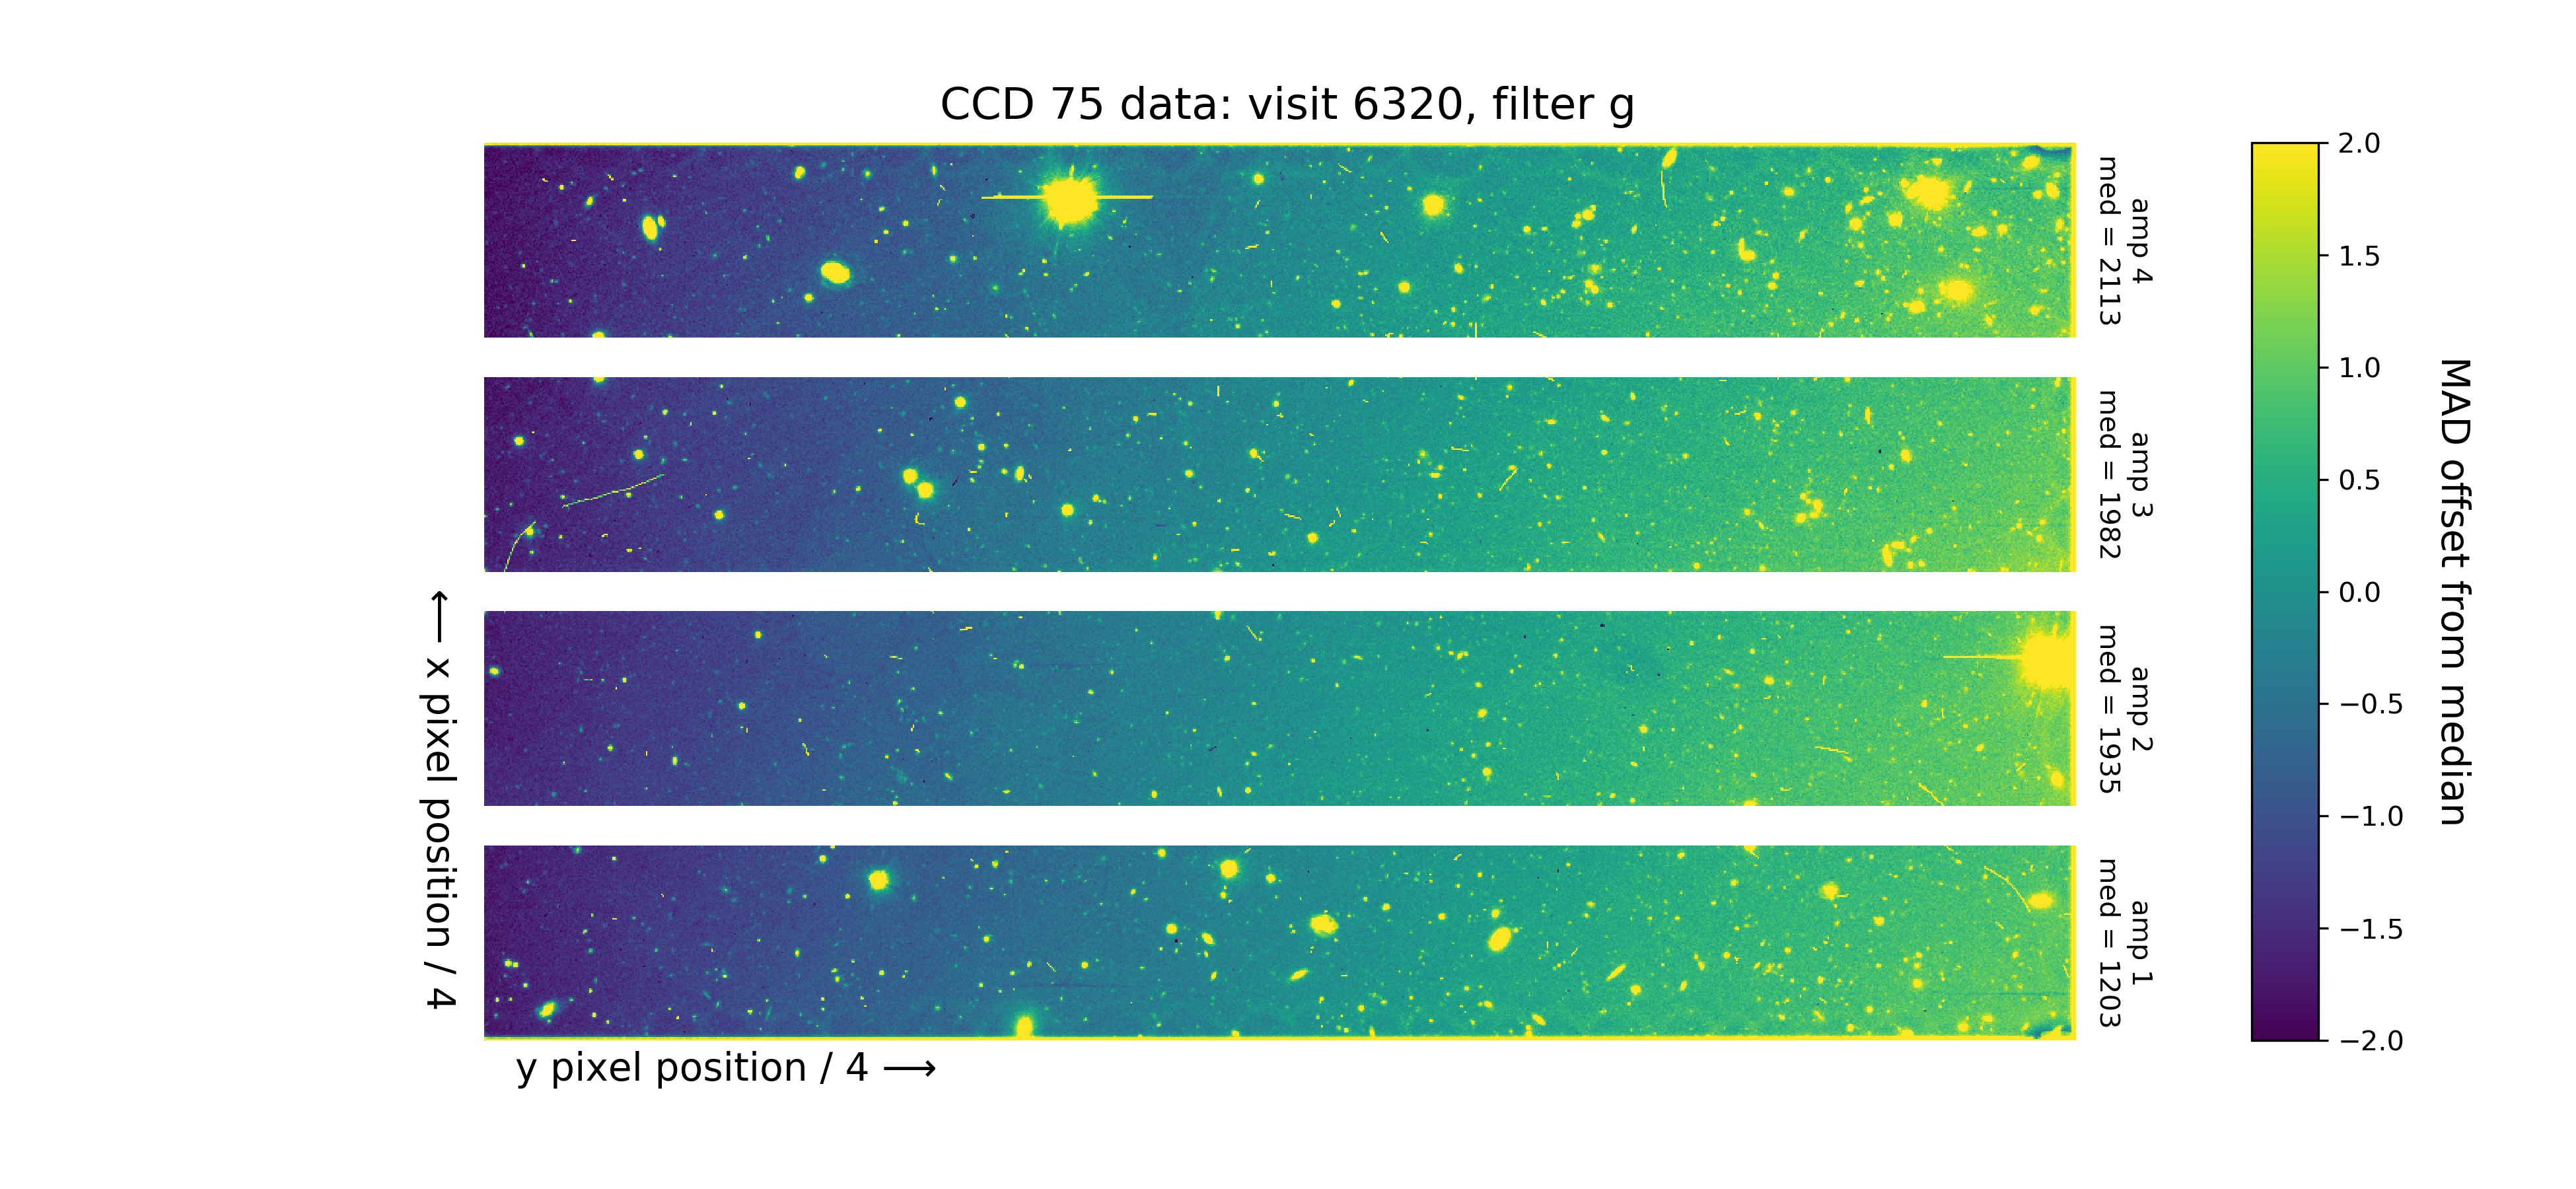 CCD 75 data: visit 6320, filter g
amp 4
med = 2113
amp 3
med = 1982
amp 2
med = 1935
amp 1
med = 1203
⟵ x pixel position / 4
y pixel position / 4 ⟶
2.0
1.5
1.0
0.5
0.0
−0.5
−1.0
−1.5
−2.0
MAD offset from median